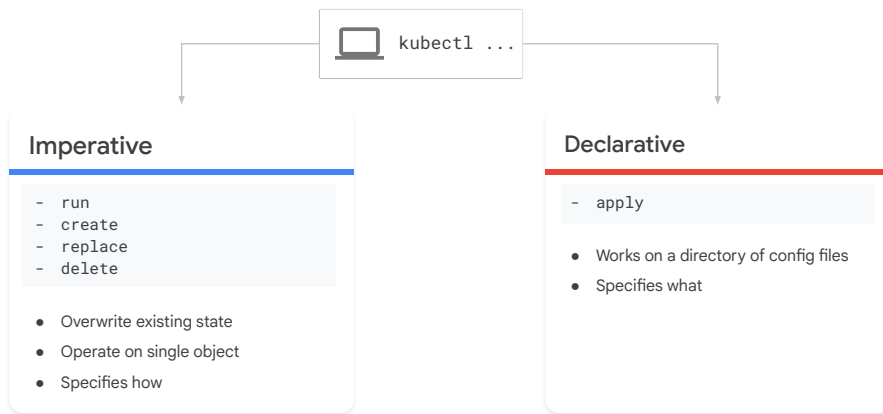 kubectl ...
Imperative
- run
- create
- replace
- delete
● Overwrite existing state
● Operate on single object
● Specifies how
Declarative
- apply
● Works on a directory of config files
● Specifies what